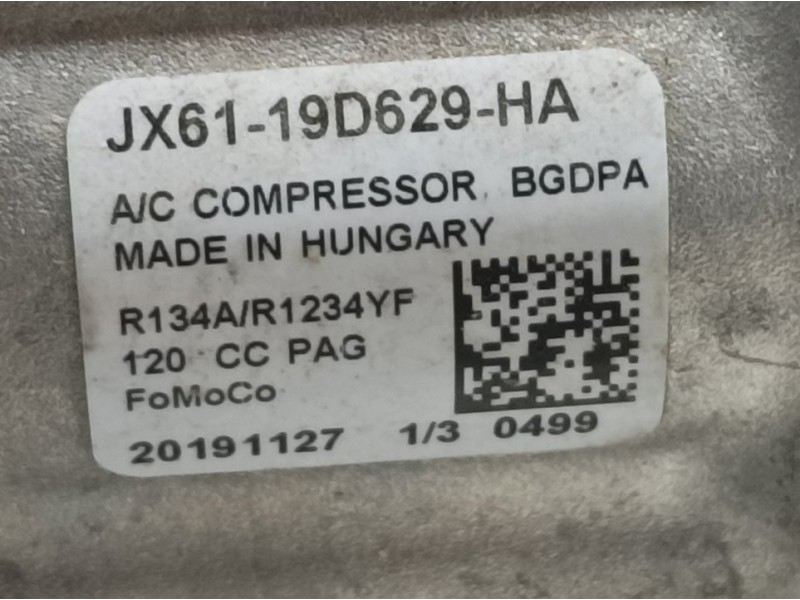 JX61-19D629-HA
A/C COMPRESSOR, BGDPA
MADE IN HUNGARY
R134A/R1234YF
120 CC PAG
FoMoCo
20191127 1/3 0499